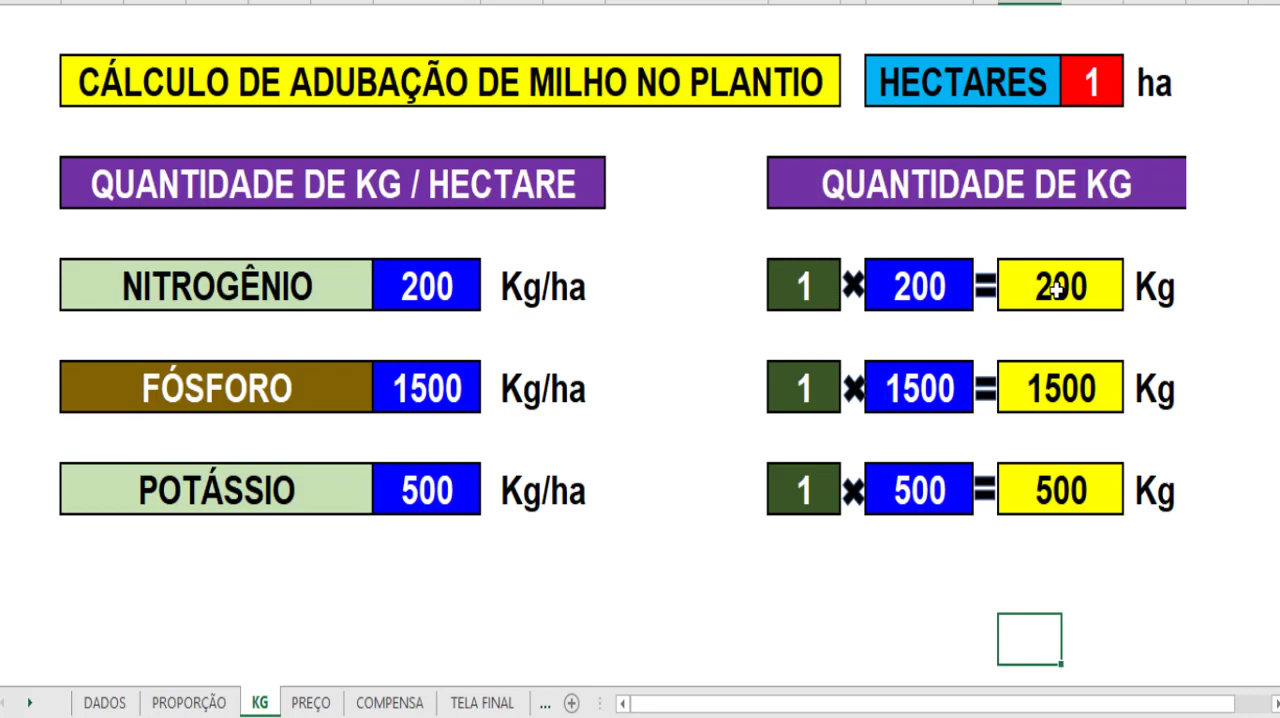 CÁLCULO DE ADUBAÇÃO DE MILHO NO PLANTIO HECTARES 1 ha
QUANTIDADE DE KG / HECTARE QUANTIDADE DE KG
NITROGÊNIO 200 Kg/ha 1 × 200 = 200 Kg
FÓSFORO 1500 Kg/ha 1 × 1500 = 1500 Kg
POTÁSSIO 500 Kg/ha 1 × 500 = 500 Kg
DADOS PROPORÇÃO KG PREÇO COMPENSA TELA FINAL ...